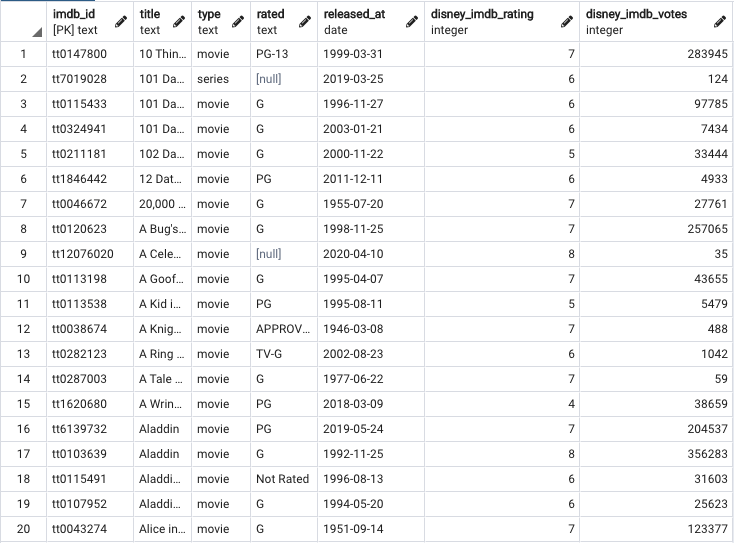 imdb_id title type rated released_at disney_imdb_rating disney_imdb_votes
[PK] text text text text date integer integer
1 tt0147800 10 Thin... movie PG-13 1999-03-31 7 283945
2 tt7019028 101 Da... series [null] 2019-03-25 6 124
3 tt0115433 101 Da... movie G 1996-11-27 6 97785
4 tt0324941 101 Da... movie G 2003-01-21 6 7434
5 tt0211181 102 Da... movie G 2000-11-22 5 33444
6 tt1846442 12 Dat... movie PG 2011-12-11 6 4933
7 tt0046672 20,000 ... movie G 1955-07-20 7 27761
8 tt0120623 A Bug's... movie G 1998-11-25 7 257065
9 tt12076020 A Cele... movie [null] 2020-04-10 8 35
10 tt0113198 A Goof... movie G 1995-04-07 7 43655
11 tt0113538 A Kid i... movie PG 1995-08-11 5 5479
12 tt0038674 A Knig... movie APPROV... 1946-03-08 7 488
13 tt0282123 A Ring ... movie TV-G 2002-08-23 6 1042
14 tt0287003 A Tale ... movie G 1977-06-22 7 59
15 tt1620680 A Wrin... movie PG 2018-03-09 4 38659
16 tt6139732 Aladdin movie PG 2019-05-24 7 204537
17 tt0103639 Aladdin movie G 1992-11-25 8 356283
18 tt0115491 Aladdi... movie Not Rated 1996-08-13 6 31603
19 tt0107952 Aladdi... movie G 1994-05-20 6 25623
20 tt0043274 Alice in... movie G 1951-09-14 7 123377